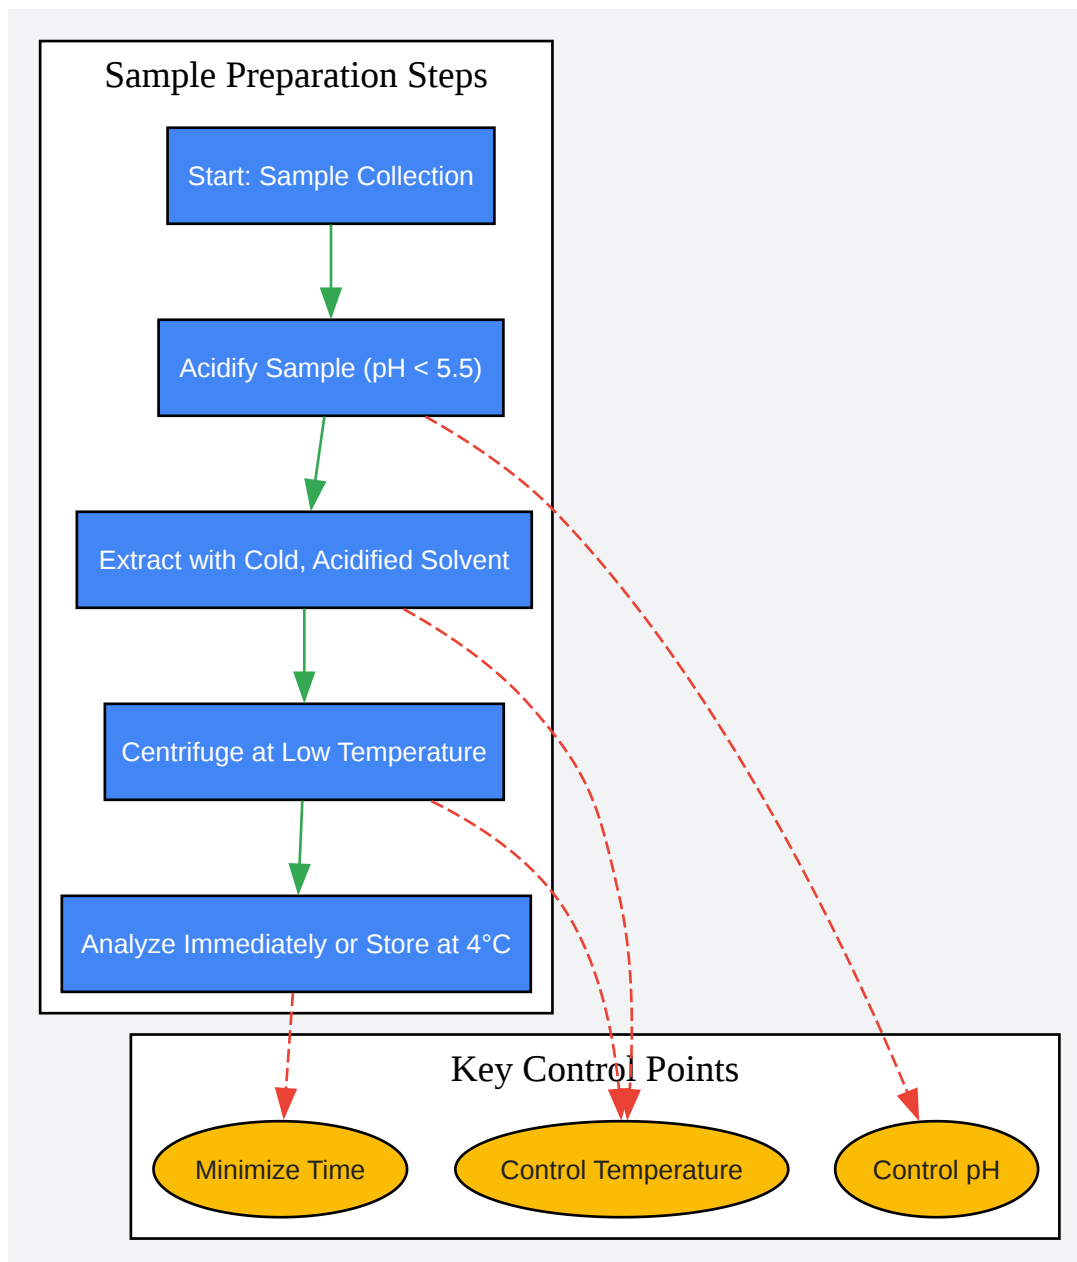 Sample Preparation Steps
Start: Sample Collection
Acidify Sample (pH < 5.5)
Extract with Cold, Acidified Solvent
Centrifuge at Low Temperature
Analyze Immediately or Store at 4°C
Key Control Points
Minimize Time
Control Temperature
Control pH